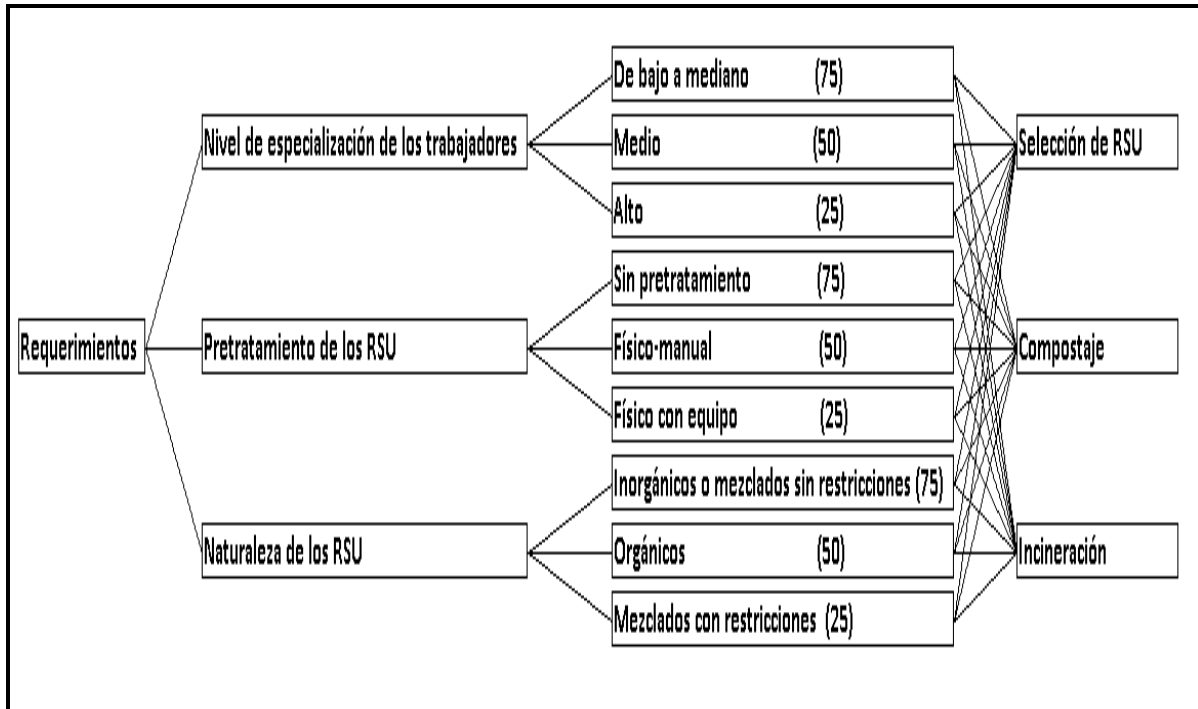 De bajo a mediano (75)
Nivel de especialización de los trabajadores
Medio (50)
Selección de RSU
Alto (25)
Sin pretratamiento (75)
Requerimientos
Pretratamiento de los RSU
Físico-manual (50)
Compostaje
Físico con equipo (25)
Inorgánicos o mezclados sin restricciones (75)
Naturaleza de los RSU
Orgánicos (50)
Incineración
Mezclados con restricciones (25)